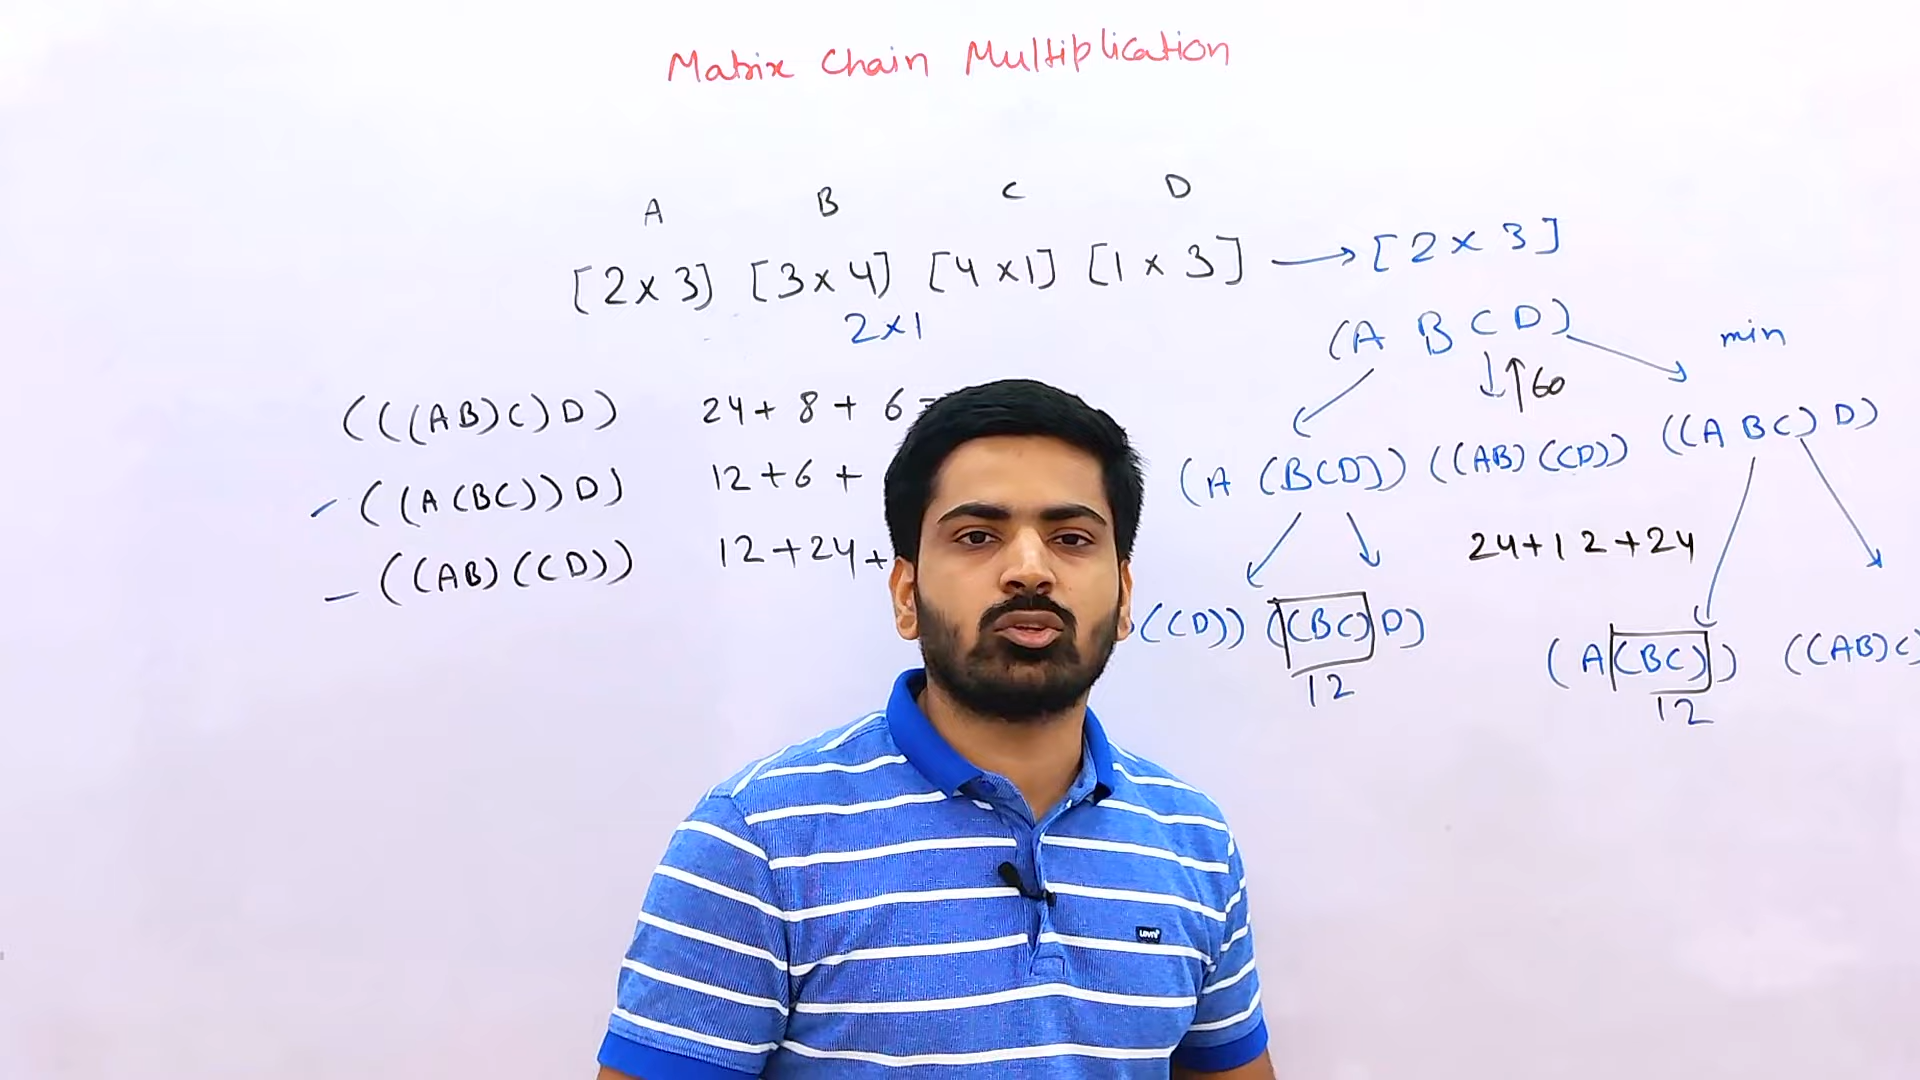 Matrix Chain Multiplication
A B C D
[2x3] [3x4] [4x1] [1x3] → [2x3]
2x1
(A B C D)
min
↓↑60
(((AB)C)D) 24+ 8 + 6 =
((A(BC))D) 12+6 +
((AB)(CD)) 12+24+
(A (BCD)) ((AB)(CD)) ((ABC)D)
24+12+24
(CD)) ((BC)D)
12
(A(BC)) ((AB)C)
12